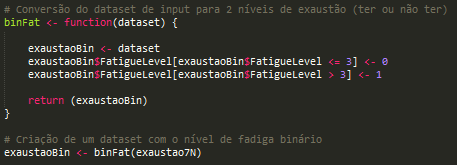 # Conversão do dataset de input para 2 níveis de exaustão (ter ou não ter)
binFat <- function(dataset) {
exaustaoBin <- dataset
exaustaoBin$FatigueLevel[exaustaoBin$FatigueLevel <= 3] <- 0
exaustaoBin$FatigueLevel[exaustaoBin$FatigueLevel > 3] <- 1
return (exaustaoBin)
}
# Criação de um dataset com o nível de fadiga binário
exaustaoBin <- binFat(exaustao7N)